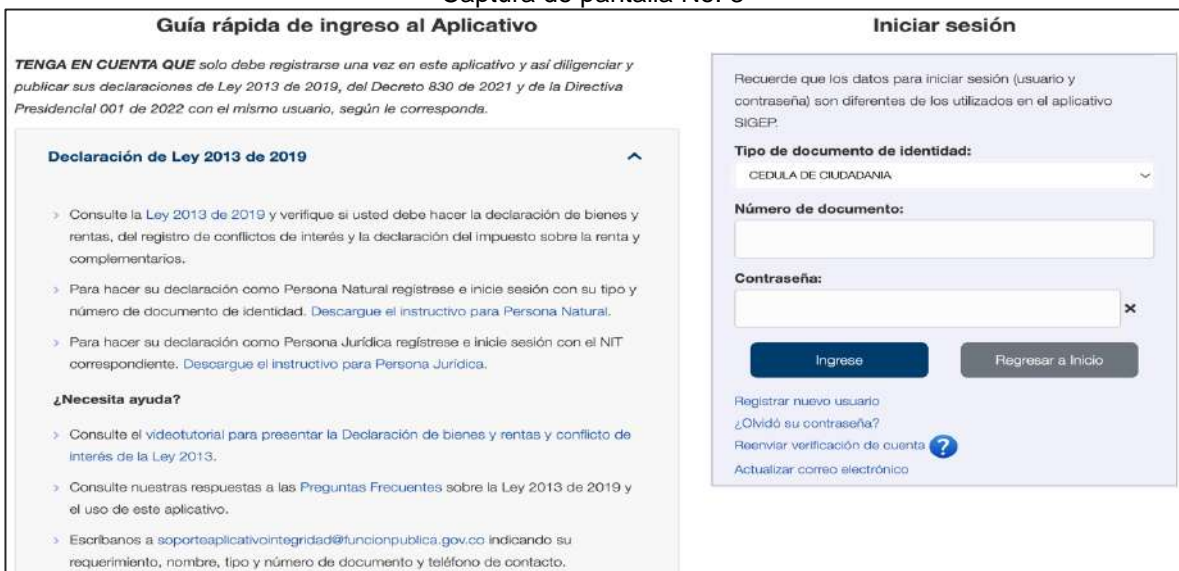 Guía rápida de ingreso al Aplicativo
TENGA EN CUENTA QUE solo debe registrarse una vez en este aplicativo y así diligenciar y
publicar sus declaraciones de Ley 2013 de 2019, del Decreto 830 de 2021 y de la Directiva
Presidencial 001 de 2022 con el mismo usuario, según le corresponda.
Declaración de Ley 2013 de 2019
> Consulte la Ley 2013 de 2019 y verifique si usted debe hacer la declaración de bienes y
rentas, del registro de conflictos de interés y la declaración del impuesto sobre la renta y
complementarios.
> Para hacer su declaración como Persona Natural regístrese e inicie sesión con su tipo y
número de documento de identidad. Descargue el instructivo para Persona Natural.
> Para hacer su declaración como Persona Jurídica regístrese e inicie sesión con el NIT
correspondiente. Descargue el instructivo para Persona Jurídica.
¿Necesita ayuda?
> Consulte el videotutorial para presentar la Declaración de bienes y rentas y conflicto de
interés de la Ley 2013.
> Consulte nuestras respuestas a las Preguntas Frecuentes sobre la Ley 2013 de 2019 y
el uso de este aplicativo.
> Escríbanos a soporteaplicativointegridad@funcionpublica.gov.co indicando su
requerimiento, nombre, tipo y número de documento y teléfono de contacto.
Iniciar sesión
Recuerde que los datos para iniciar sesión (usuario y
contraseña) son diferentes de los utilizados en el aplicativo
SIGEP.
Tipo de documento de identidad:
CEDULA DE CIUDADANIA
Número de documento:
Contraseña:
Ingrese
Regresar a Inicio
Registrar nuevo usuario
¿Olvidó su contraseña?
Reenviar verificación de cuenta ?
Actualizar correo electrónico